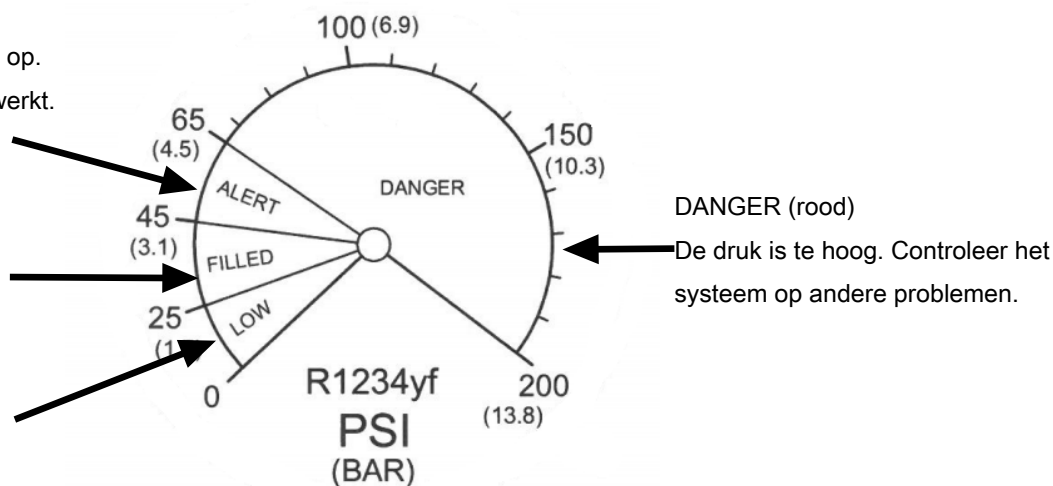 op.
werkt.
100 (6.9)
65
(4.5)
150
(10.3)
ALERT
DANGER
45
(3.1)
FILLED
25
LOW
0
200
(13.8)
R1234yf
PSI
(BAR)
DANGER (rood)
De druk is te hoog. Controleer het
systeem op andere problemen.